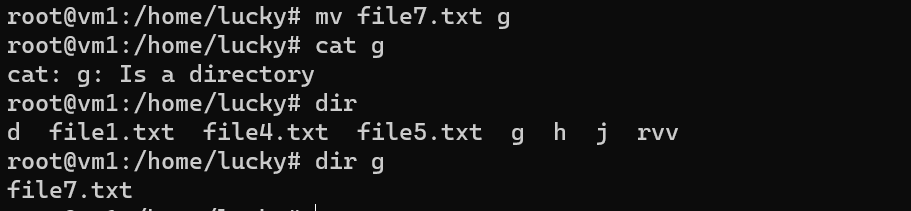 root@vm1:/home/lucky# mv file7.txt g
root@vm1:/home/lucky# cat g
cat: g: Is a directory
root@vm1:/home/lucky# dir
d  file1.txt  file4.txt  file5.txt  g  h  j  rvv
root@vm1:/home/lucky# dir g
file7.txt